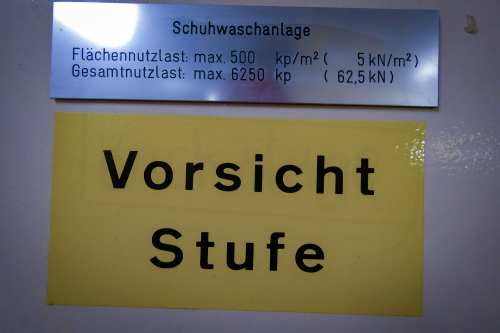 Schuhwaschanlage
Flächennutzlast: max. 500 kp/m² ( 5 kN/m²)
Gesamtnutzlast: max. 6250 kp ( 62,5 kN)
Vorsicht
Stufe